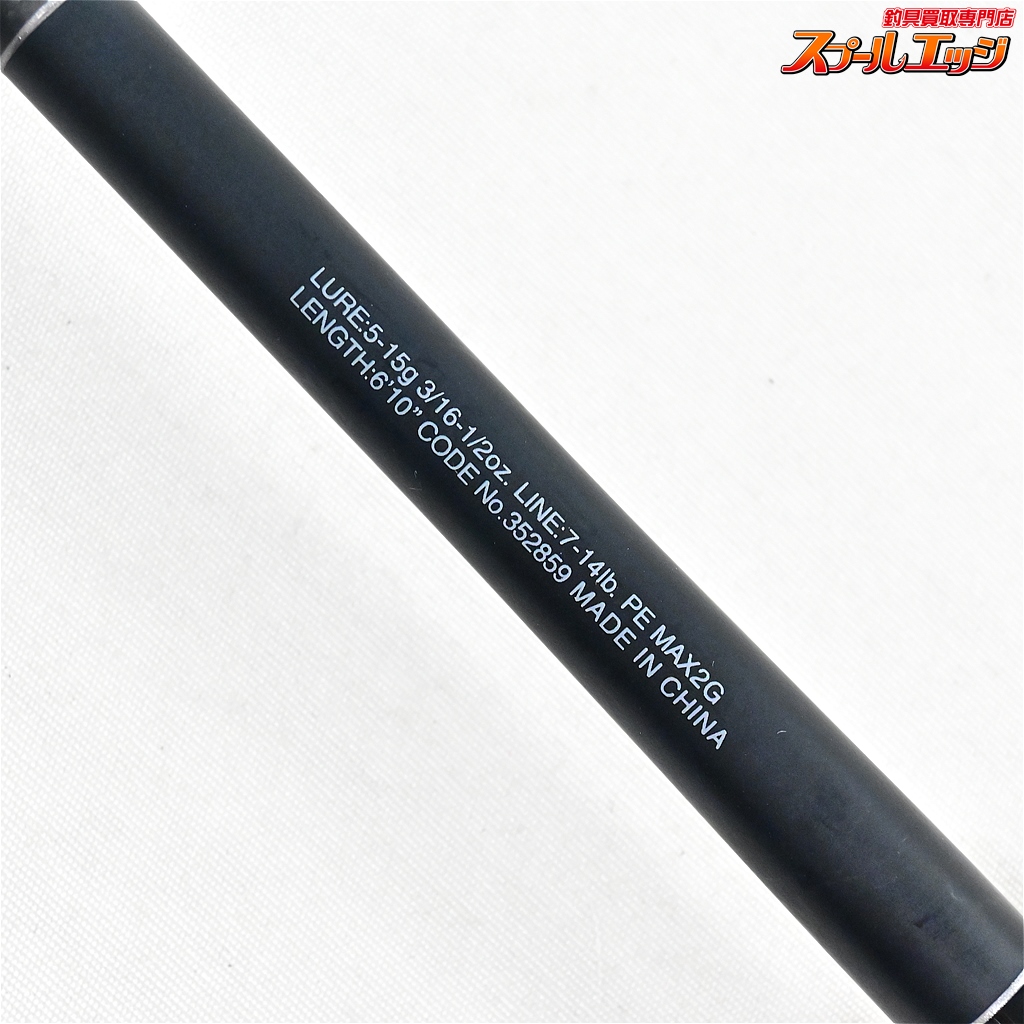 釣具買取専門店
スプールエッジ
LURE:5-15g 3/16-1/2oz. LINE:7-14lb. PE MAX2G
LENGTH:6'10” CODE No.352859 MADE IN CHINA